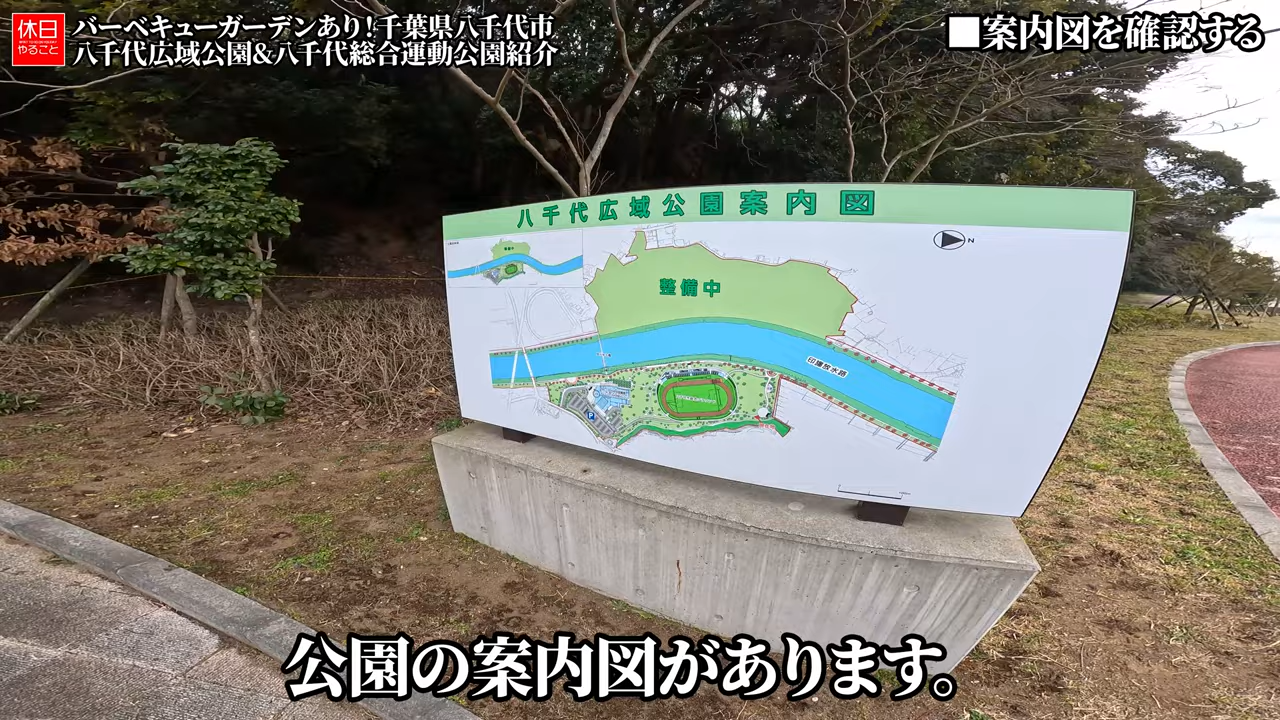 休日
やること
バーベキューガーデンあり!千葉県八千代市
八千代広域公園&八千代総合運動公園紹介
■案内図を確認する
八千代広域公園案内図
N
整備中
印旛放水路
P
公園の案内図があります。